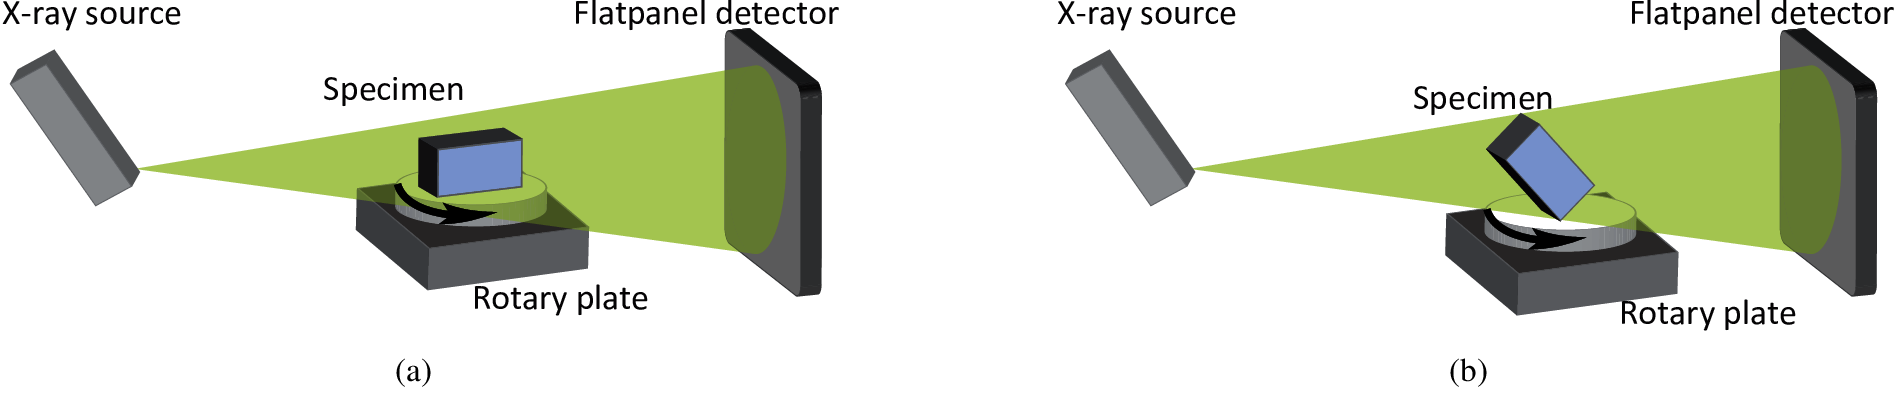 X-ray source
Flatpanel detector
Specimen
Rotary plate
(a)
X-ray source
Flatpanel detector
Specimen
Rotary plate
(b)